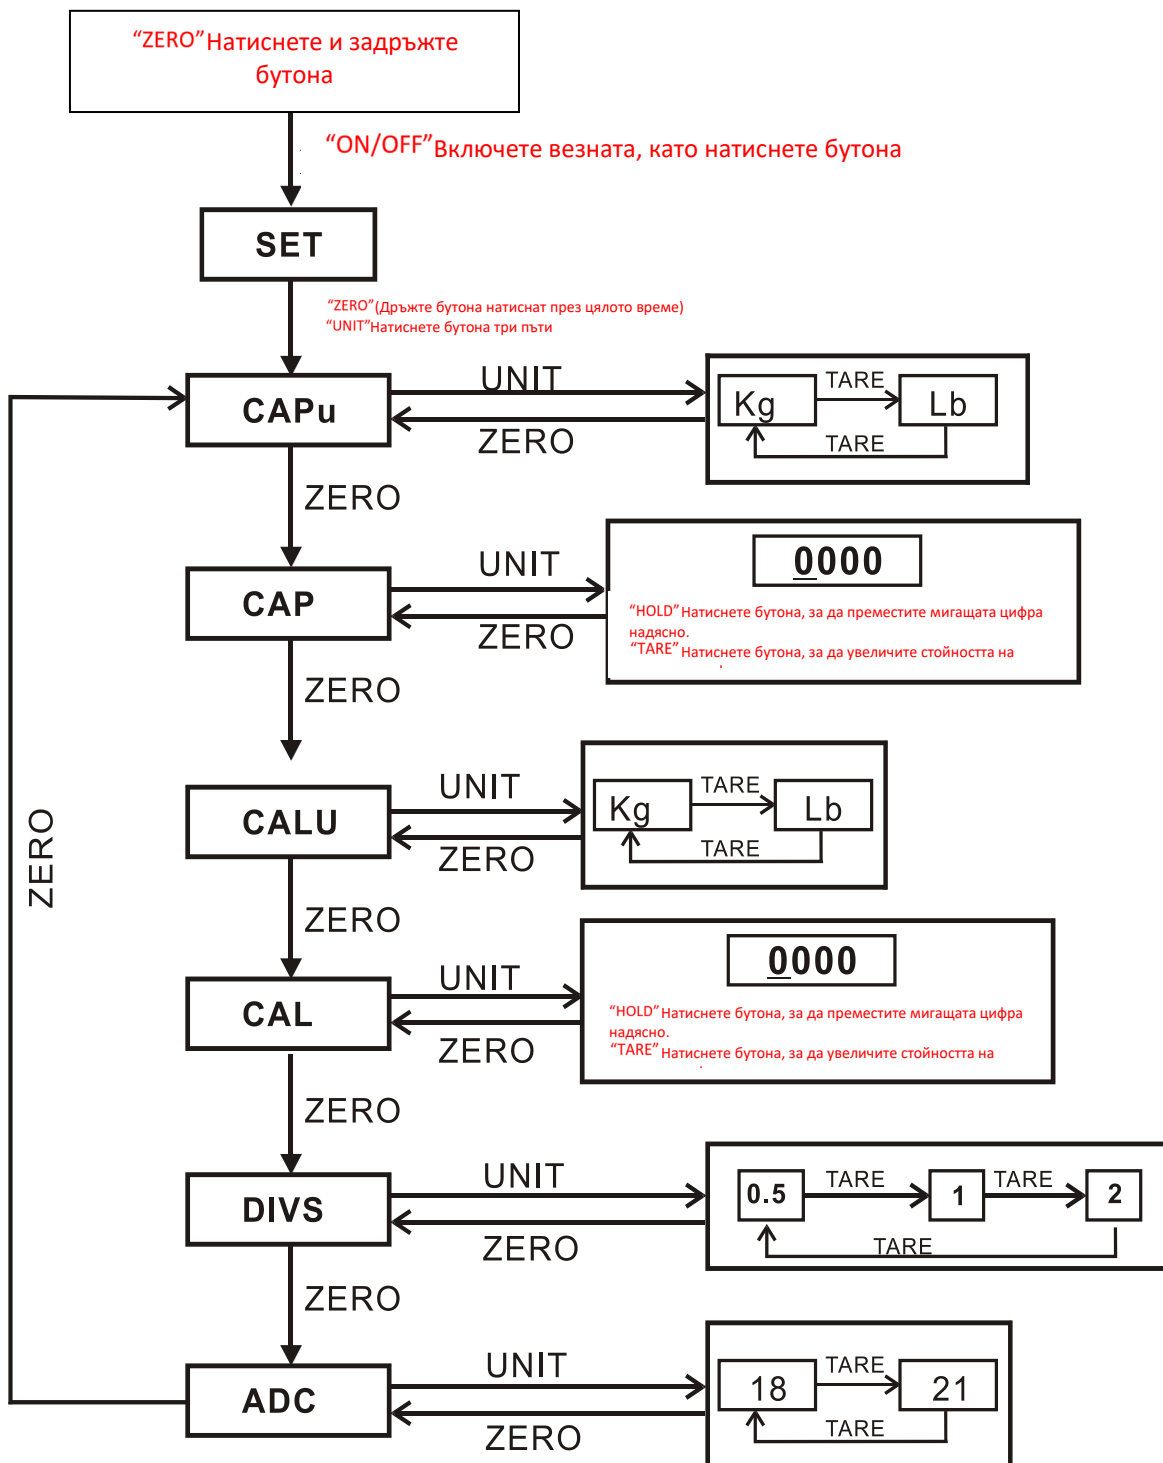 “ZERO” Натиснете и задръжте
бутона
“ON/OFF” Включете везната, като натиснете бутона
SET
“ZERO” (Дръжте бутона натиснат през цялото време)
“UNIT” Натиснете бутона три пъти
CAPu
UNIT
ZERO
Kg
TARE
Lb
TARE
ZERO
CAP
UNIT
ZERO
0000
“HOLD” Натиснете бутона, за да преместите мигащата цифра
надясно.
“TARE” Натиснете бутона, за да увеличите стойността на
ZERO
CALU
UNIT
ZERO
Kg
TARE
Lb
TARE
ZERO
ZERO
CAL
UNIT
ZERO
0000
“HOLD” Натиснете бутона, за да преместите мигащата цифра
надясно.
“TARE” Натиснете бутона, за да увеличите стойността на
ZERO
DIVS
UNIT
ZERO
0.5
TARE
1
TARE
2
TARE
ZERO
ADC
UNIT
ZERO
18
TARE
21
TARE